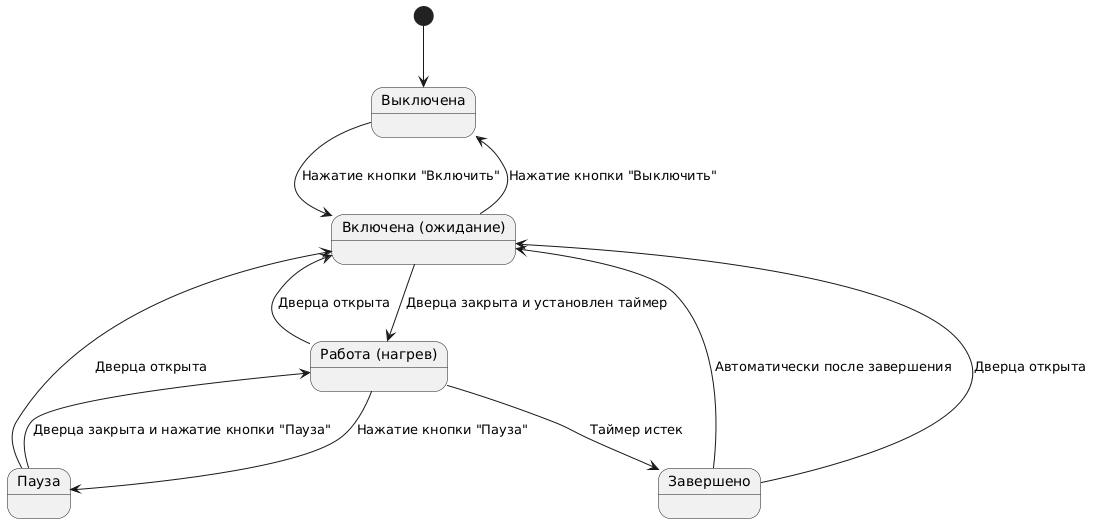 Выключена
Нажатие кнопки "Включить"
Нажатие кнопки "Выключить"
Включена (ожидание)
Дверца открыта
Дверца закрыта и установлен таймер
Работа (нагрев)
Дверца открыта
Автоматически после завершения
Дверца открыта
Дверца закрыта и нажатие кнопки "Пауза"
Нажатие кнопки "Пауза"
Таймер истек
Пауза
Завершено